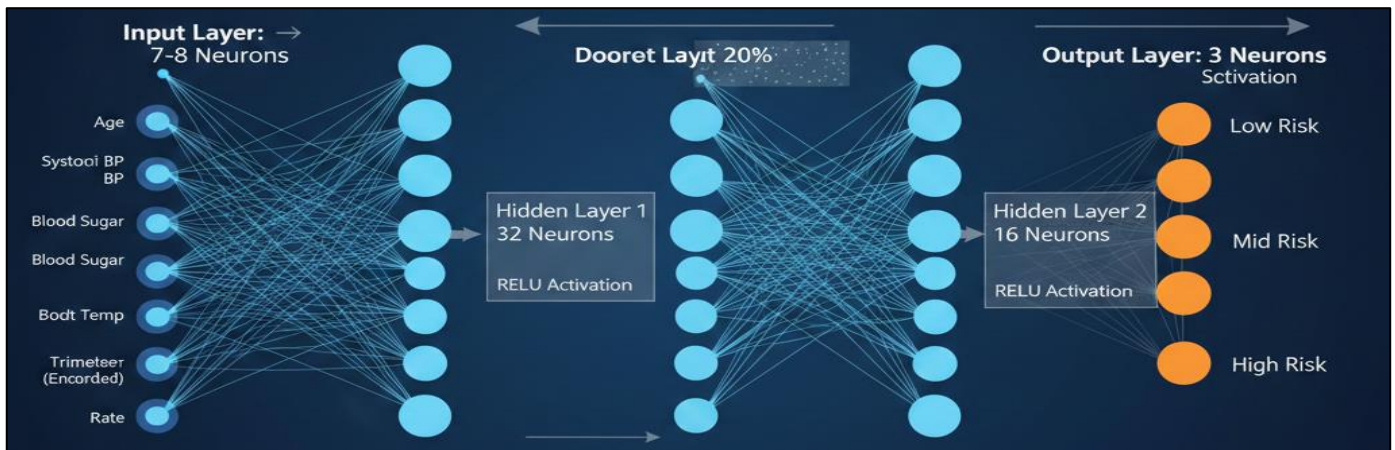 Input Layer: →
7-8 Neurons
Dooret Layıt 20%
Output Layer: 3 Neurons
Sctivation
Age
Systool BP
BP
Blood Sugar
Blood Sugar
Bodt Temp
Trimeteer
(Encorded)
Rate
Hidden Layer 1
32 Neurons
RELU Activation
Hidden Layer 2
16 Neurons
RELU Activation
Low Risk
Mid Risk
High Risk